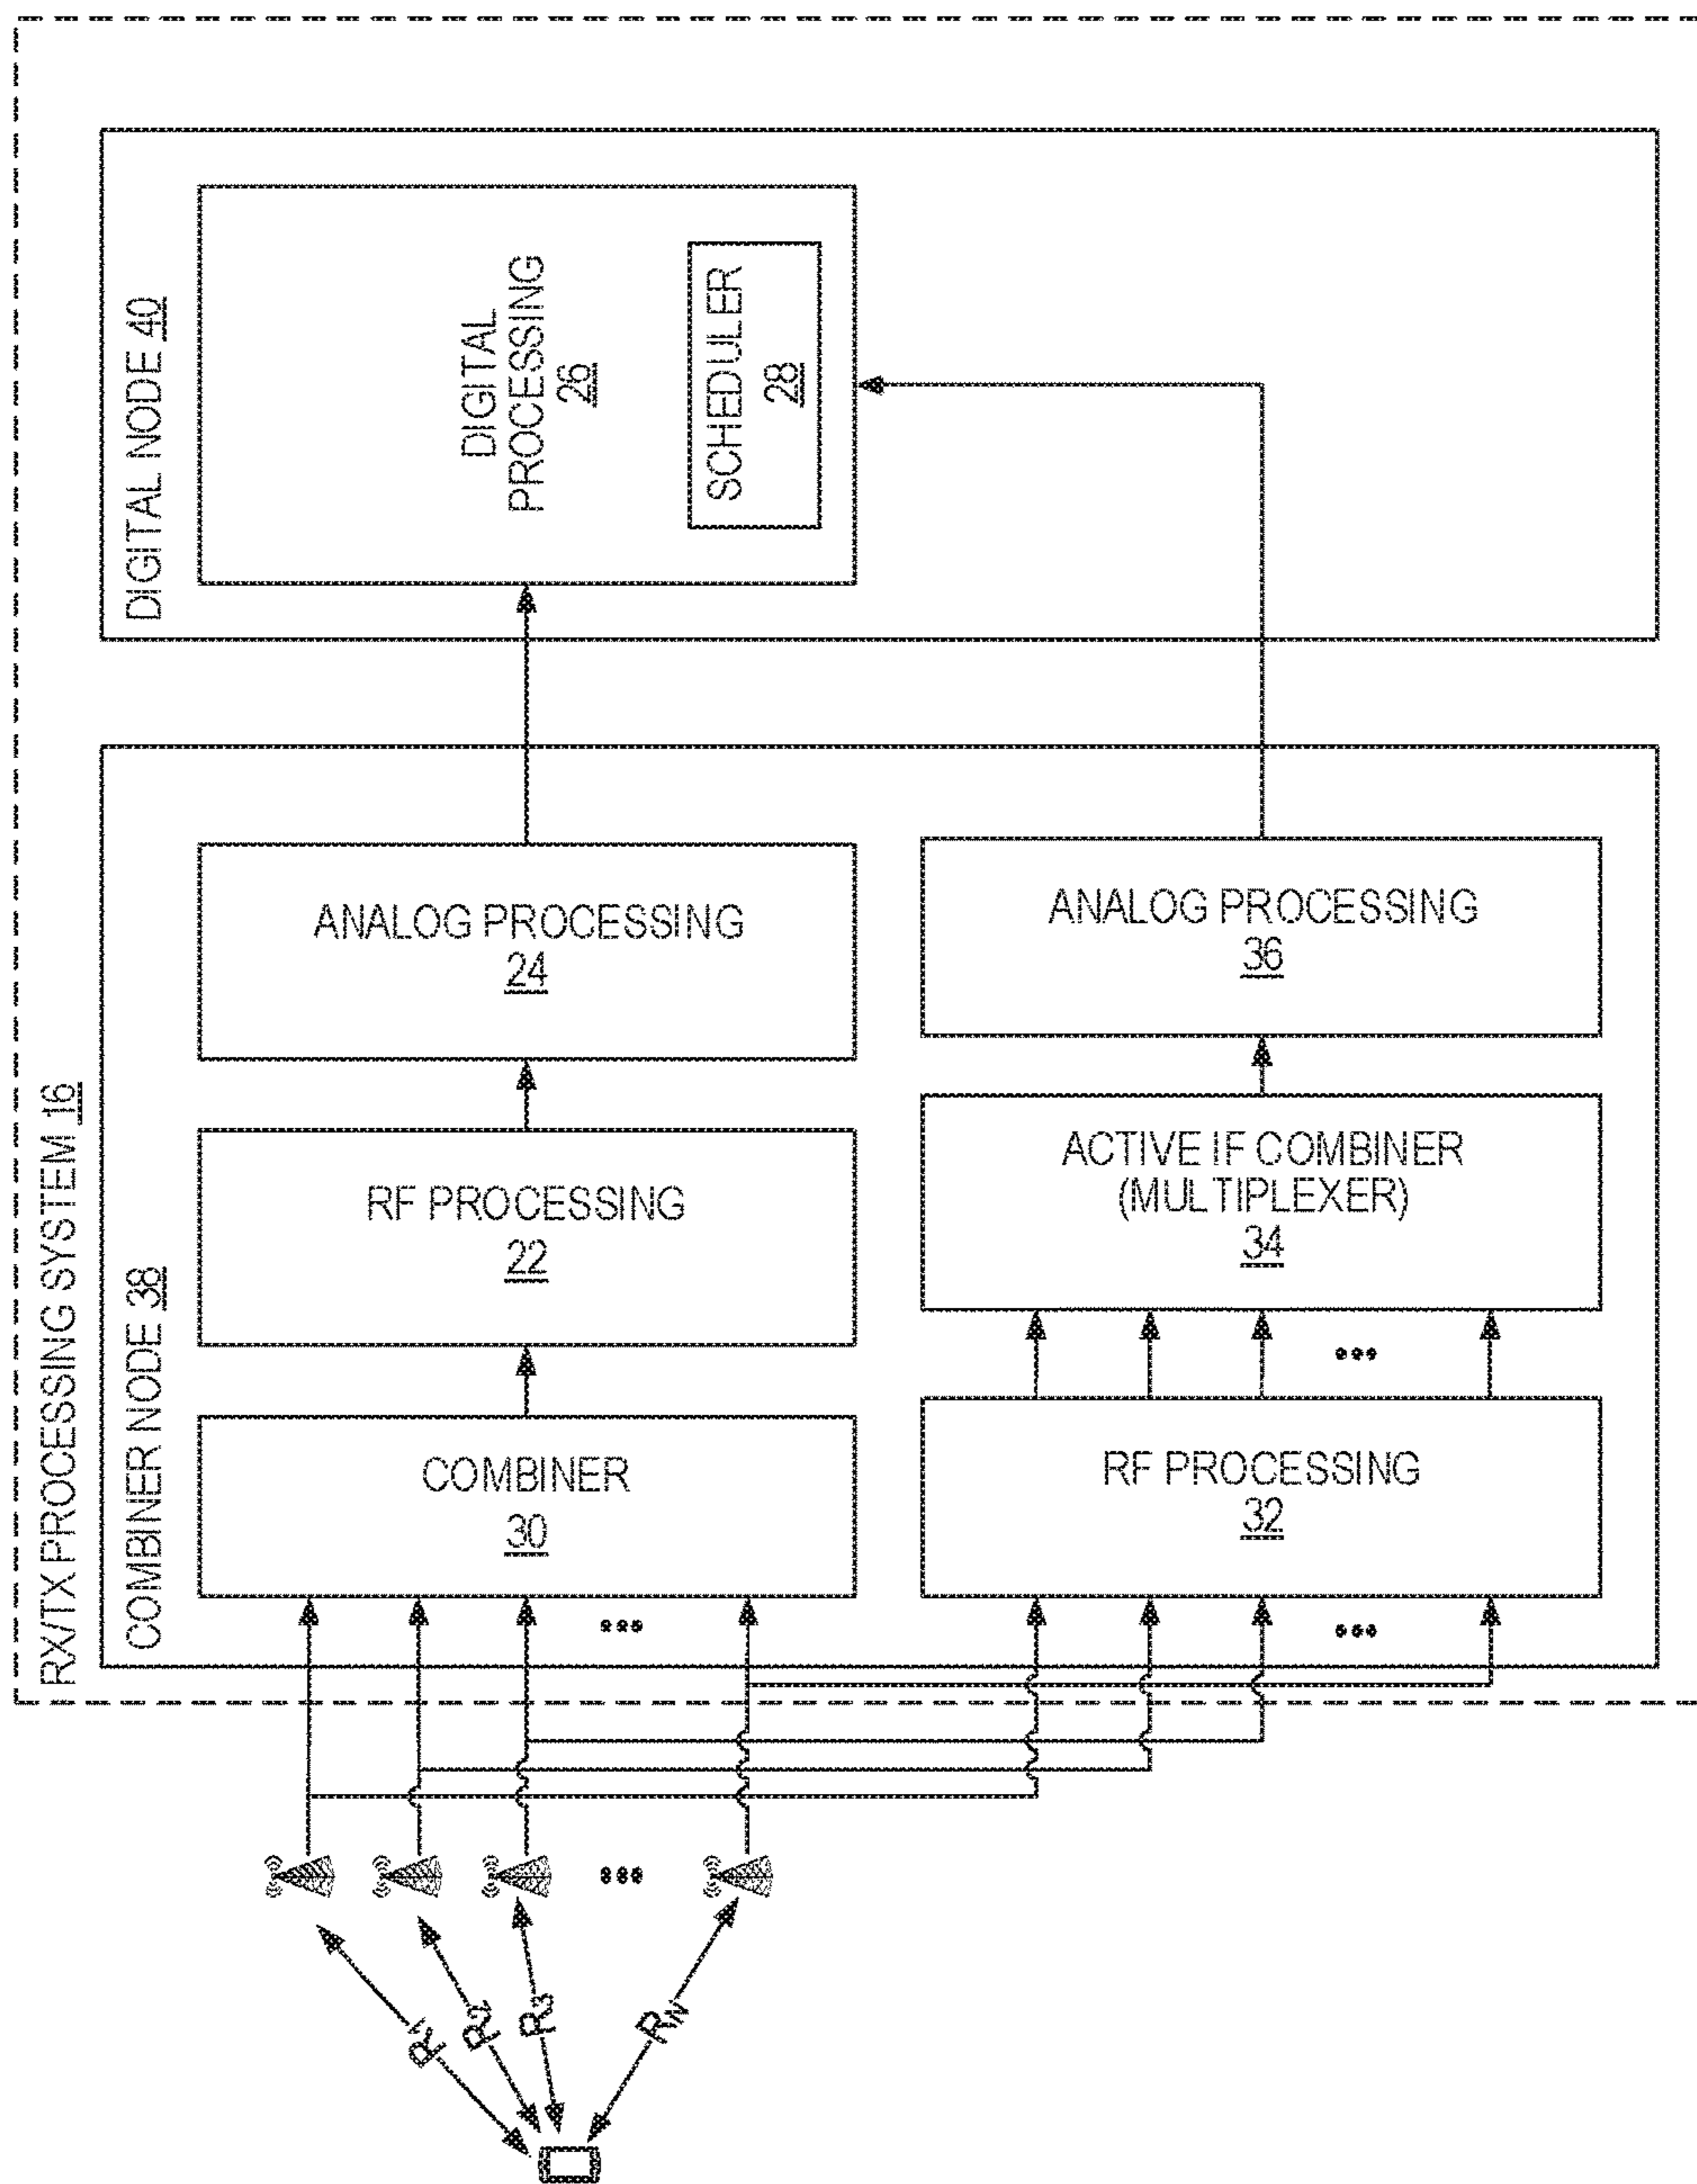 RX/TX PROCESSING SYSTEM 16
COMBINER NODE 38
DIGITAL NODE 40
R1
R2
R3
RN
•••
•••
COMBINER
30
RF PROCESSING
22
ANALOG PROCESSING
24
DIGITAL
PROCESSING
26
SCHEDULER
28
•••
RF PROCESSING
32
•••
ACTIVE IF COMBINER
(MULTIPLEXER)
34
ANALOG PROCESSING
36